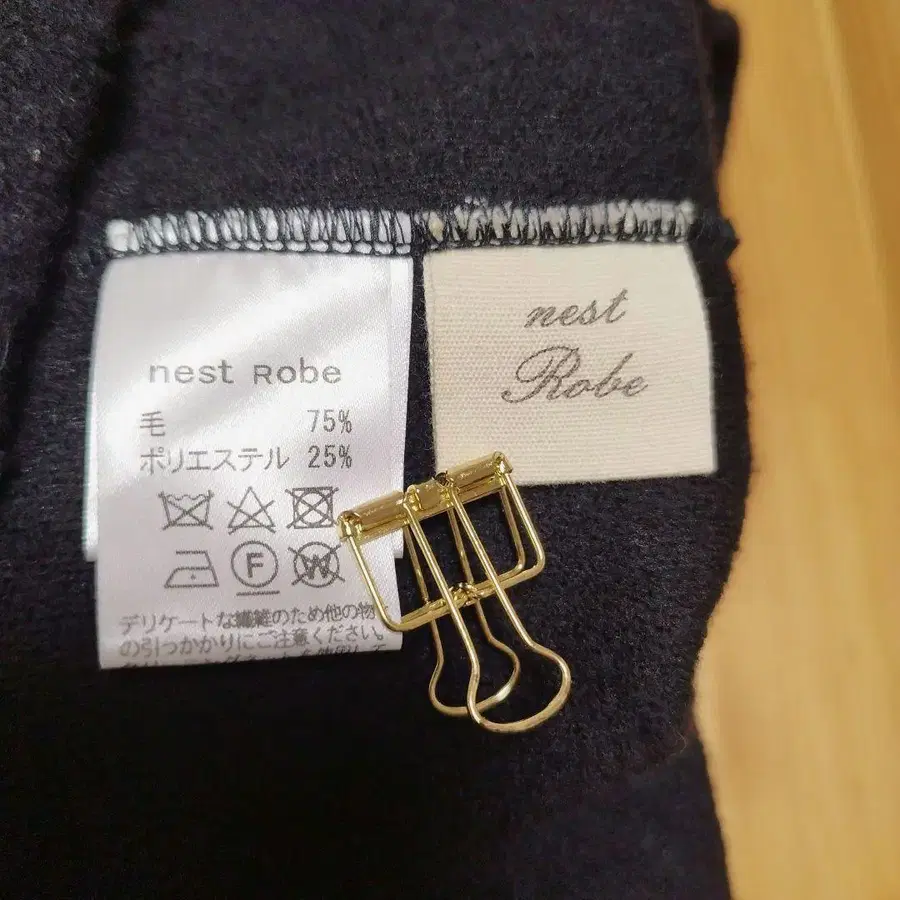 nest Robe
毛 75%
ポリエステル 25%
F
W
デリケートな繊維のため他の物
の引っかかりにご注意ください。
nest
Robe